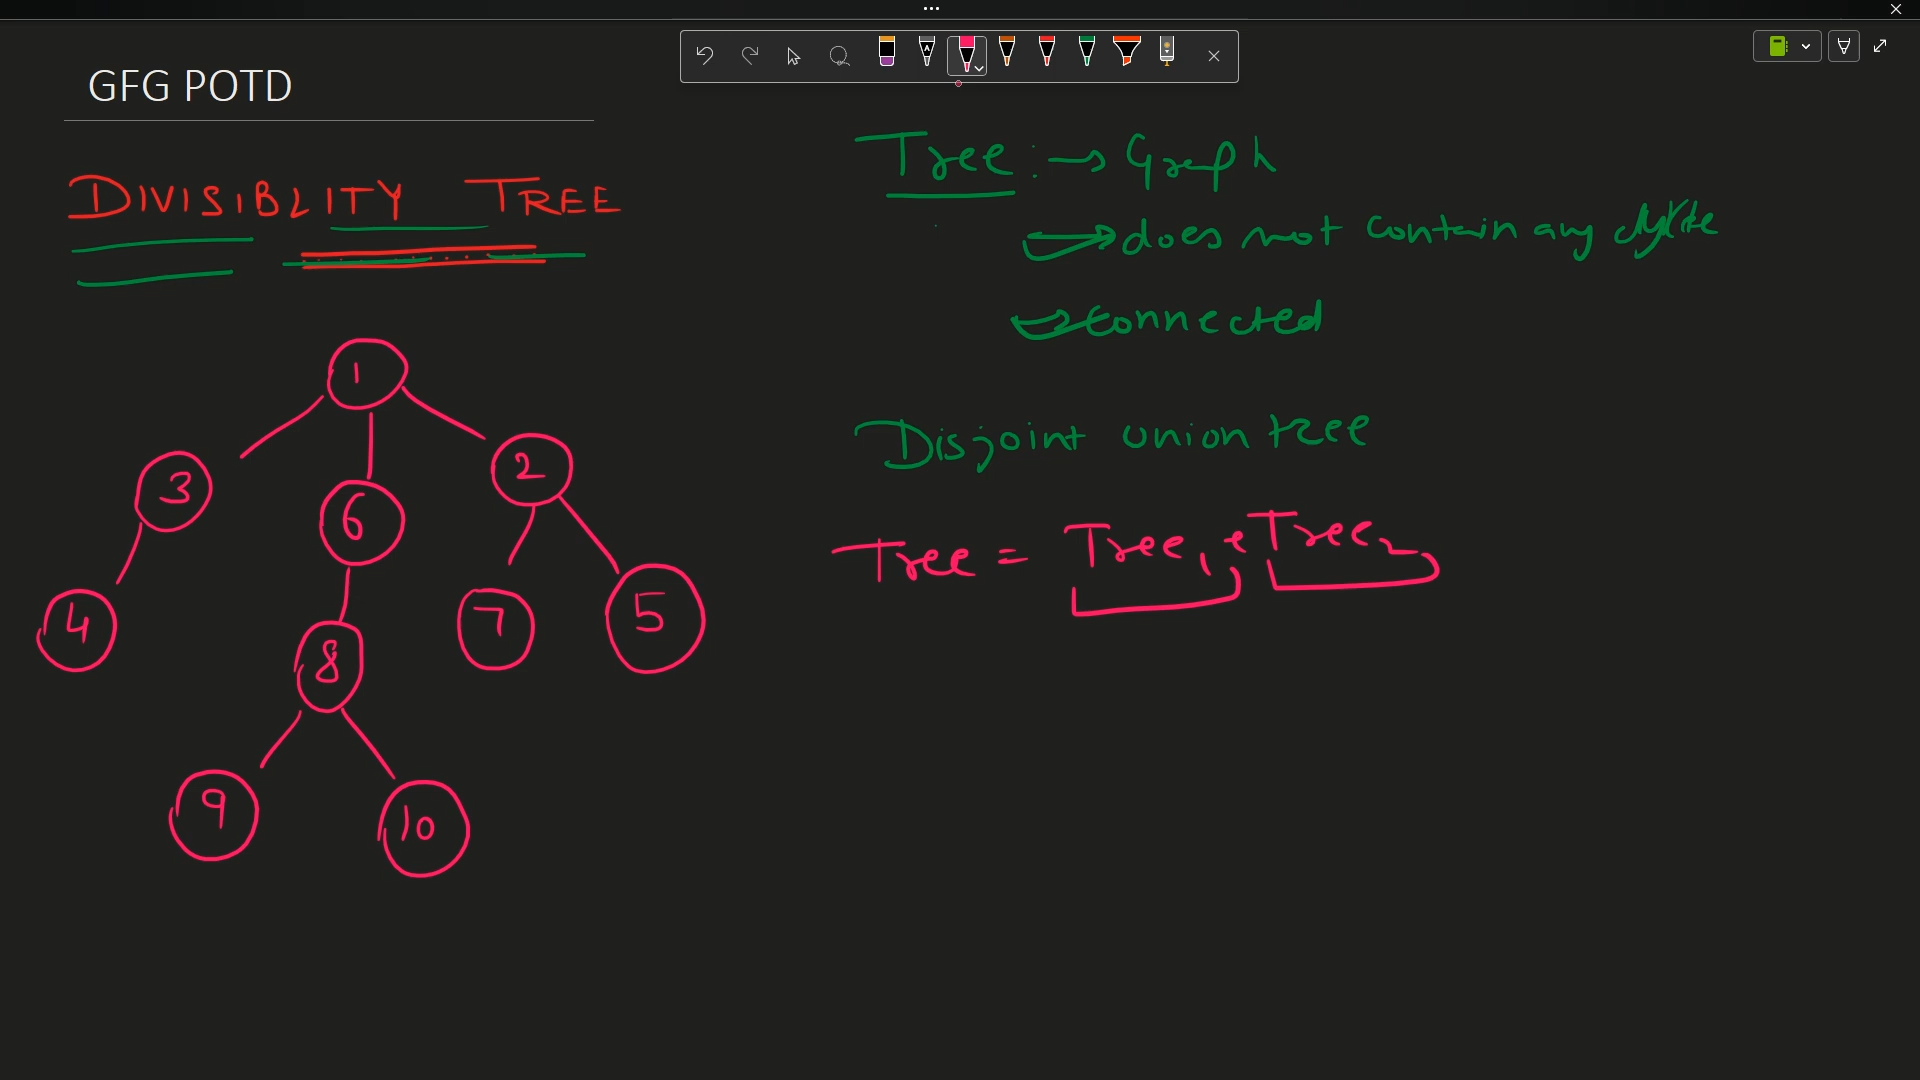 GFG POTD
DIVISIBLITY TREE
1
3
6
2
4
8
7
5
9
10
Tree :→ Graph
→ does not contain any
→ connected
Disjoint union tree
Tree = Tree₁ Tree₂